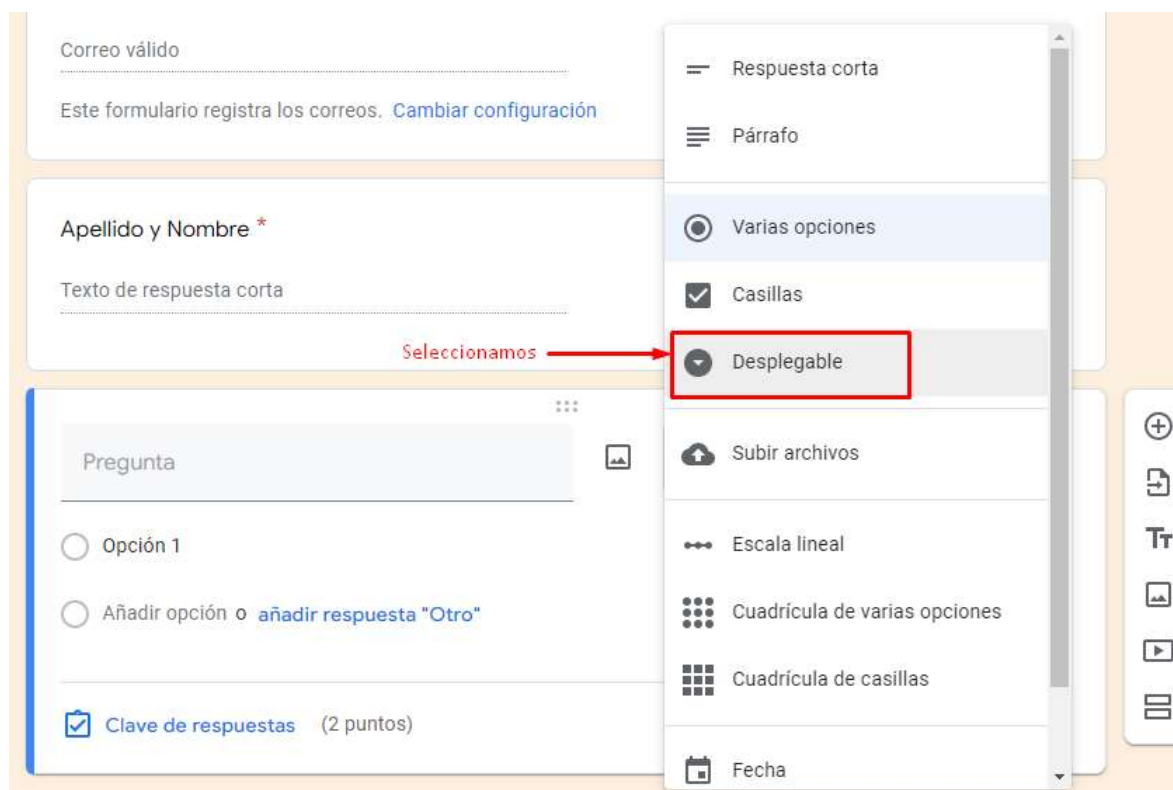 Correo válido
Este formulario registra los correos. Cambiar configuración
Apellido y Nombre *
Texto de respuesta corta
Seleccionamos
Pregunta
Opción 1
Añadir opción o añadir respuesta "Otro"
Clave de respuestas (2 puntos)
Respuesta corta
Párrafo
Varias opciones
Casillas
Desplegable
Subir archivos
Escala lineal
Cuadrícula de varias opciones
Cuadrícula de casillas
Fecha
Tт